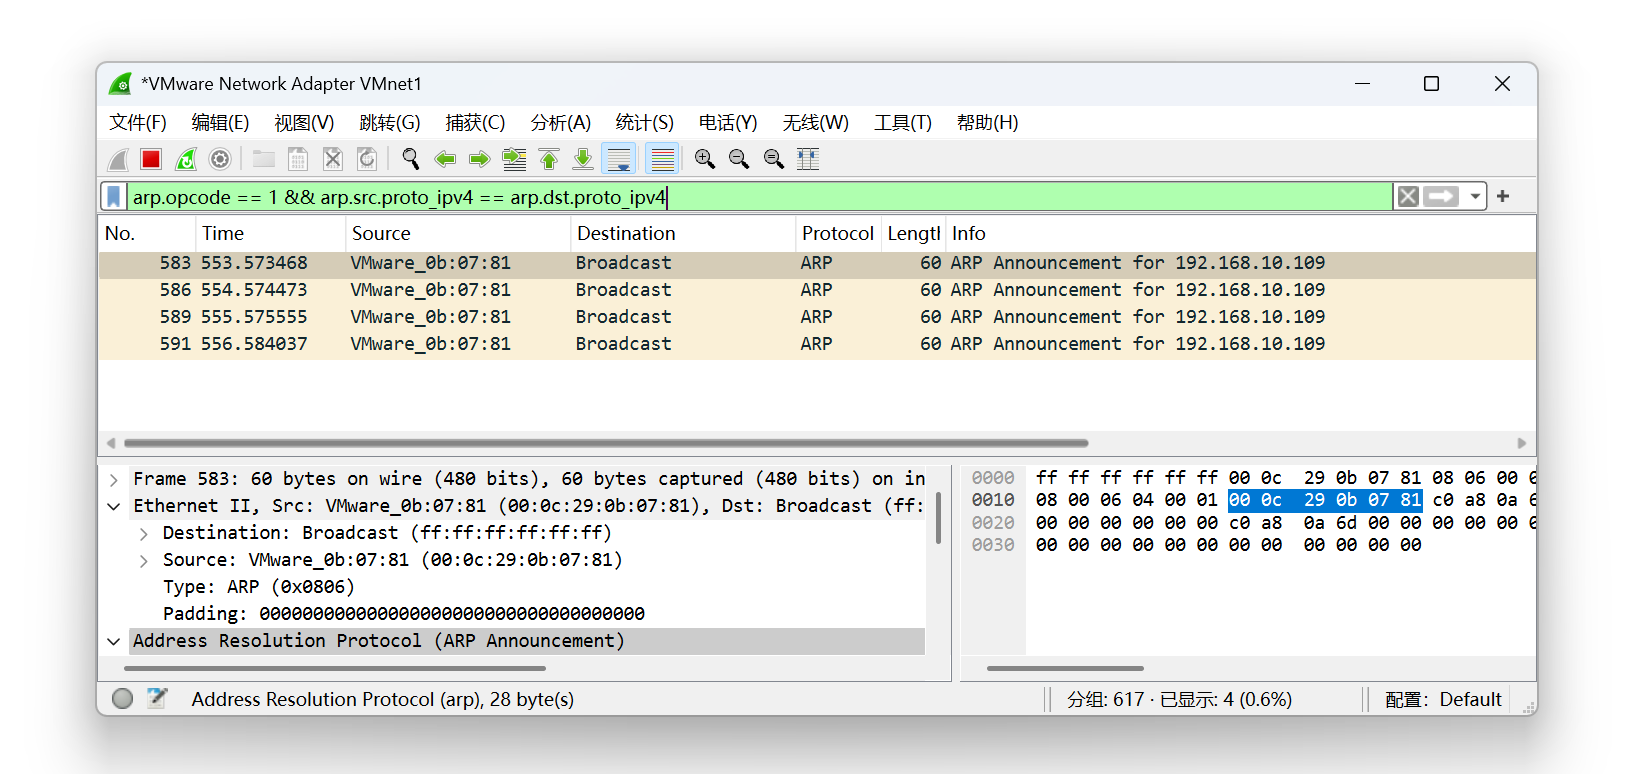 *VMware Network Adapter VMnet1
文件(F) 编辑(E) 视图(V) 跳转(G) 捕获(C) 分析(A) 统计(S) 电话(Y) 无线(W) 工具(T) 帮助(H)
arp.opcode == 1 && arp.src.proto_ipv4 == arp.dst.proto_ipv4
No. Time Source Destination Protocol Length Info
583 553.573468 VMware_0b:07:81 Broadcast ARP 60 ARP Announcement for 192.168.10.109
586 554.574473 VMware_0b:07:81 Broadcast ARP 60 ARP Announcement for 192.168.10.109
589 555.575555 VMware_0b:07:81 Broadcast ARP 60 ARP Announcement for 192.168.10.109
591 556.584037 VMware_0b:07:81 Broadcast ARP 60 ARP Announcement for 192.168.10.109
Frame 583: 60 bytes on wire (480 bits), 60 bytes captured (480 bits) on in
Ethernet II, Src: VMware_0b:07:81 (00:0c:29:0b:07:81), Dst: Broadcast (ff:
Destination: Broadcast (ff:ff:ff:ff:ff:ff)
Source: VMware_0b:07:81 (00:0c:29:0b:07:81)
Type: ARP (0x0806)
Padding: 000000000000000000000000000000000000
Address Resolution Protocol (ARP Announcement)
0000 ff ff ff ff ff ff 00 0c 29 0b 07 81 08 06 00 0
0010 08 00 06 04 00 01 00 0c 29 0b 07 81 c0 a8 0a 6
0020 00 00 00 00 00 00 c0 a8 0a 6d 00 00 00 00 00 0
0030 00 00 00 00 00 00 00 00 00 00 00 00
Address Resolution Protocol (arp), 28 byte(s)
分组: 617 · 已显示: 4 (0.6%)
配置: Default